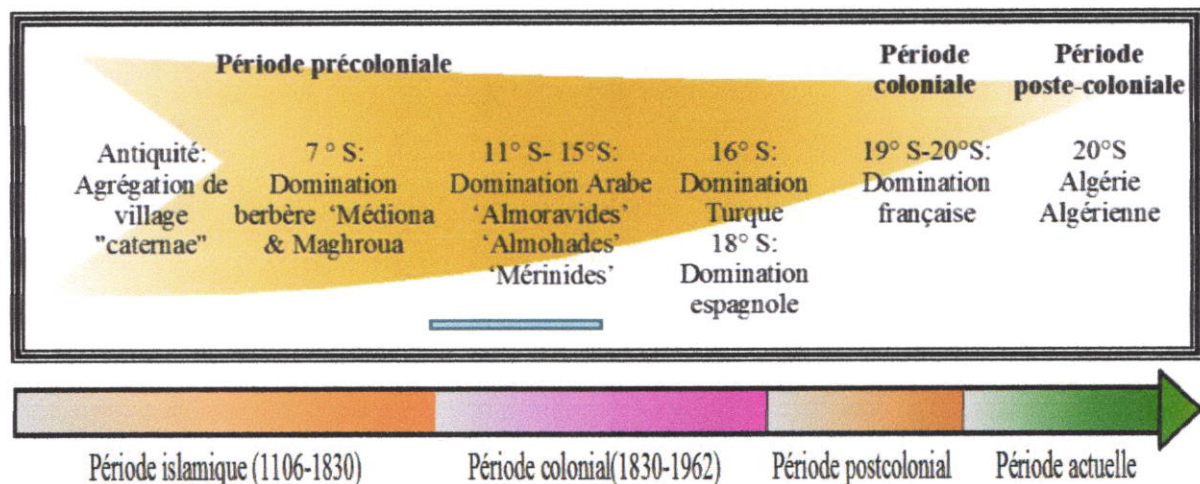 Période précoloniale
Période
coloniale
Période
poste-coloniale
Antiquité:
Agrégation de
village
"caternae"
7 ° S:
Domination
berbère ‘Médiona
& Maghroua
11° S- 15°S:
Domination Arabe
‘Almoravides’
‘Almohades’
‘Mérinides’
16° S:
Domination
Turque
18° S:
Domination
espagnole
19° S-20°S:
Domination
française
20°S
Algérie
Algérienne
Période islamique (1106-1830)
Période colonial(1830-1962)
Période postcolonial
Période actuelle